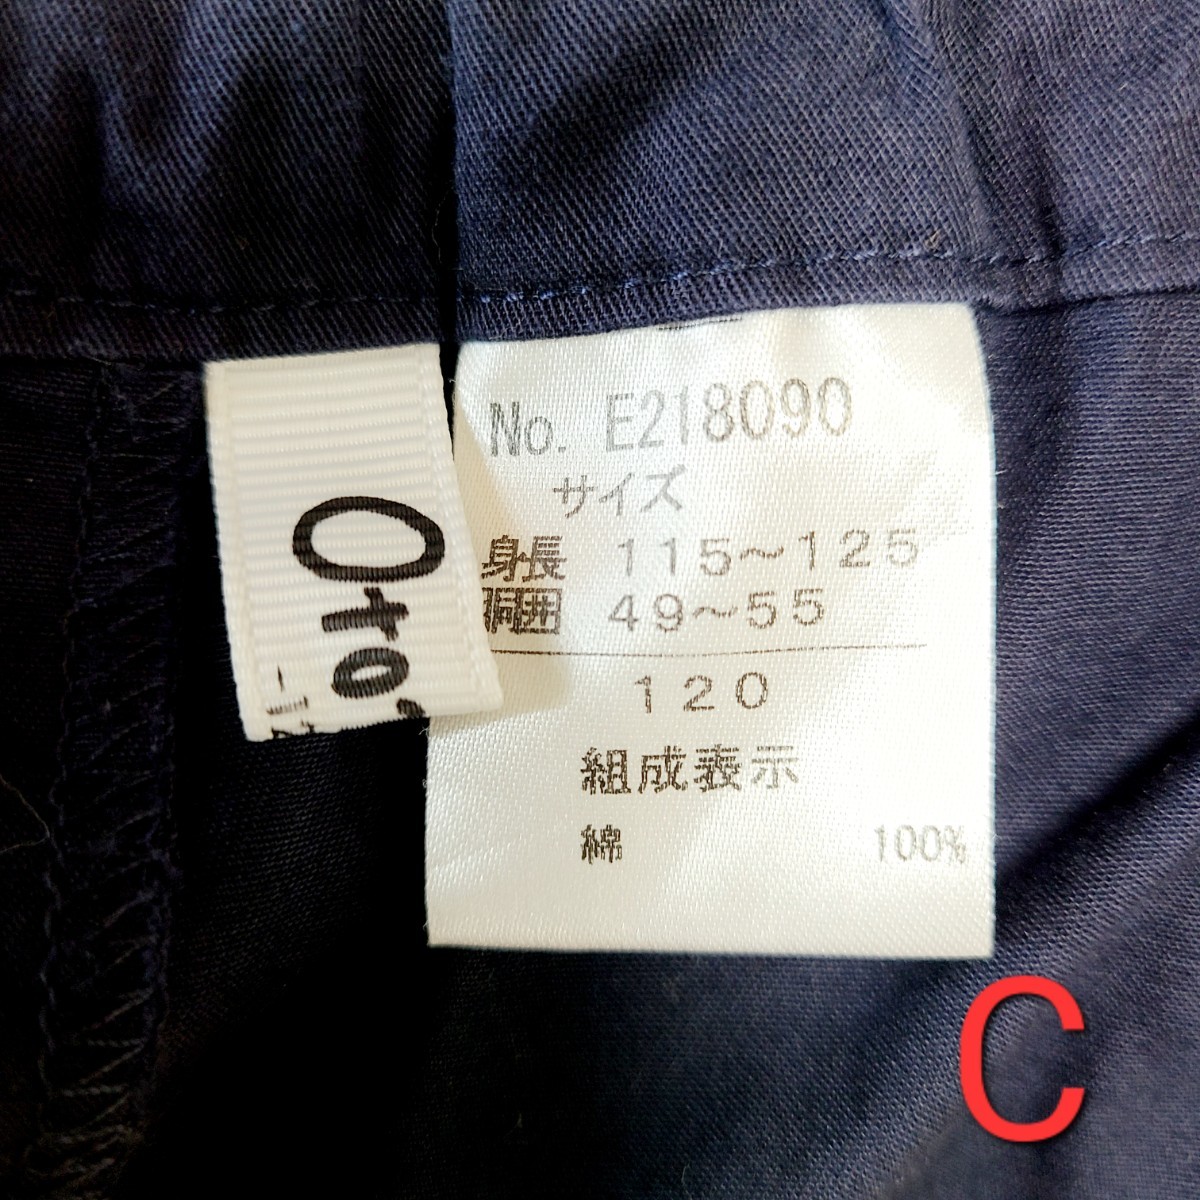 No. E218090
サイズ
身長 115～125
胴囲 49～55
120
組成表示
綿 100%
Oto
C